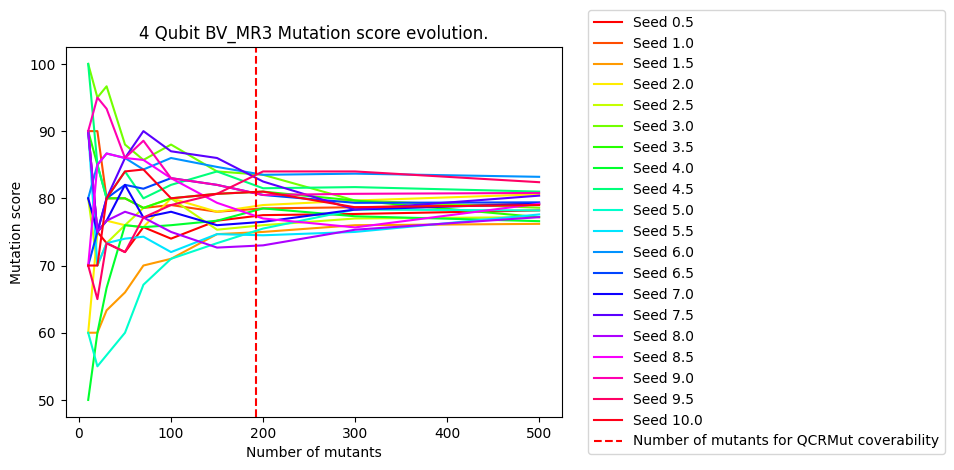 4 Qubit BV_MR3 Mutation score evolution.
Mutation score
100
90
80
70
60
50
0
100
200
300
400
500
Number of mutants
Seed 0.5
Seed 1.0
Seed 1.5
Seed 2.0
Seed 2.5
Seed 3.0
Seed 3.5
Seed 4.0
Seed 4.5
Seed 5.0
Seed 5.5
Seed 6.0
Seed 6.5
Seed 7.0
Seed 7.5
Seed 8.0
Seed 8.5
Seed 9.0
Seed 9.5
Seed 10.0
Number of mutants for QCRMut coverability